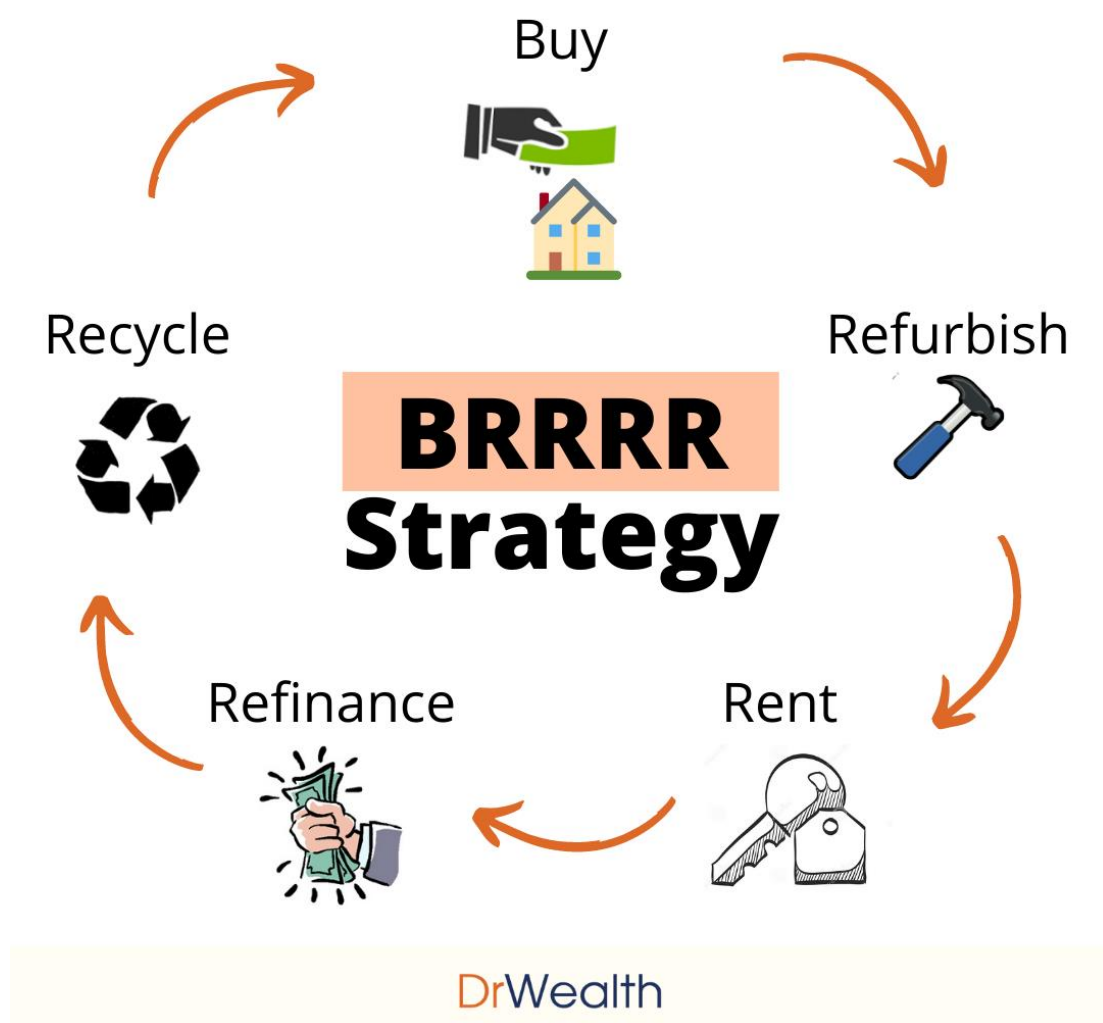 Buy
Recycle
Refurbish
BRRRR
Strategy
Refinance
Rent
DrWealth